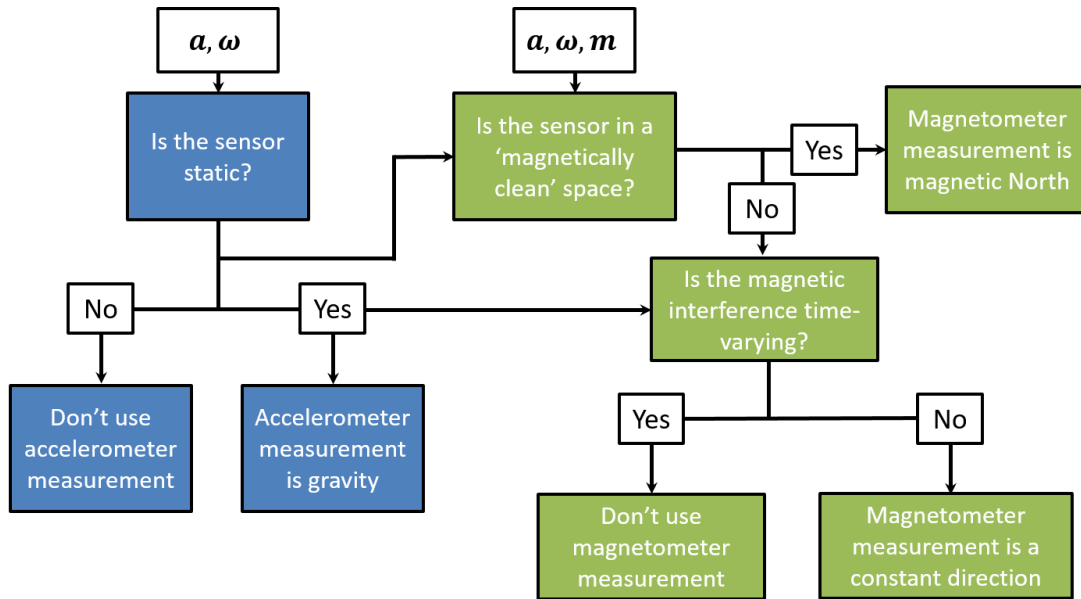 a, ω
a, ω, m
Is the sensor
static?
Is the sensor in a
‘magnetically
clean’ space?
Yes
Magnetometer
measurement is
magnetic North
No
Is the magnetic
interference time-
varying?
No
Yes
Don’t use
accelerometer
measurement
Accelerometer
measurement
is gravity
Yes
No
Don’t use
magnetometer
measurement
Magnetometer
measurement is a
constant direction